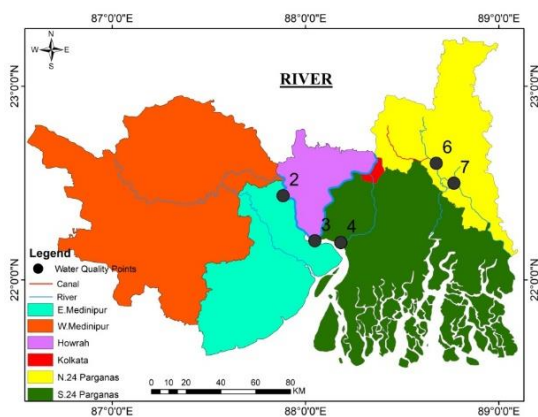 87°0'0"E 88°0'0"E 89°0'0"E
N
W E
S
RIVER
23°0'0"N 23°0'0"N
6
7
2
3 4
Legend
Water Quality Points
Canal
River
E.Medinipur
W.Medinipur
Howrah
Kolkata
N.24 Parganas
S.24 Parganas
22°0'0"N 22°0'0"N
0 10 20 40 60 80
KM
87°0'0"E 88°0'0"E 89°0'0"E